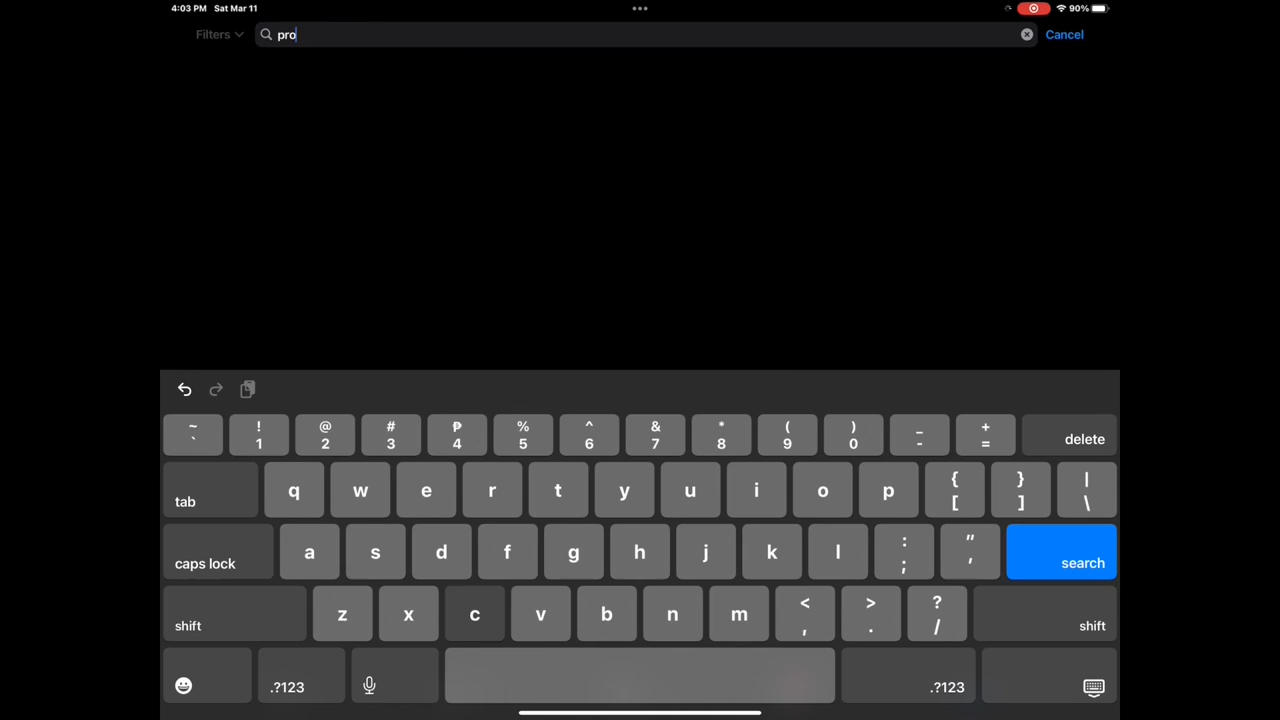 4:03 PM Sat Mar 11 90%
Filters pro Cancel
~ ! @ # ₱ % ^ & * ( ) _ +
` 1 2 3 4 5 6 7 8 9 0 - = delete
tab q w e r t y u i o p { [ } ] | \
caps lock a s d f g h j k l : ; " ' search
shift z x c v b n m < , > . ? / shift
.?123 .?123